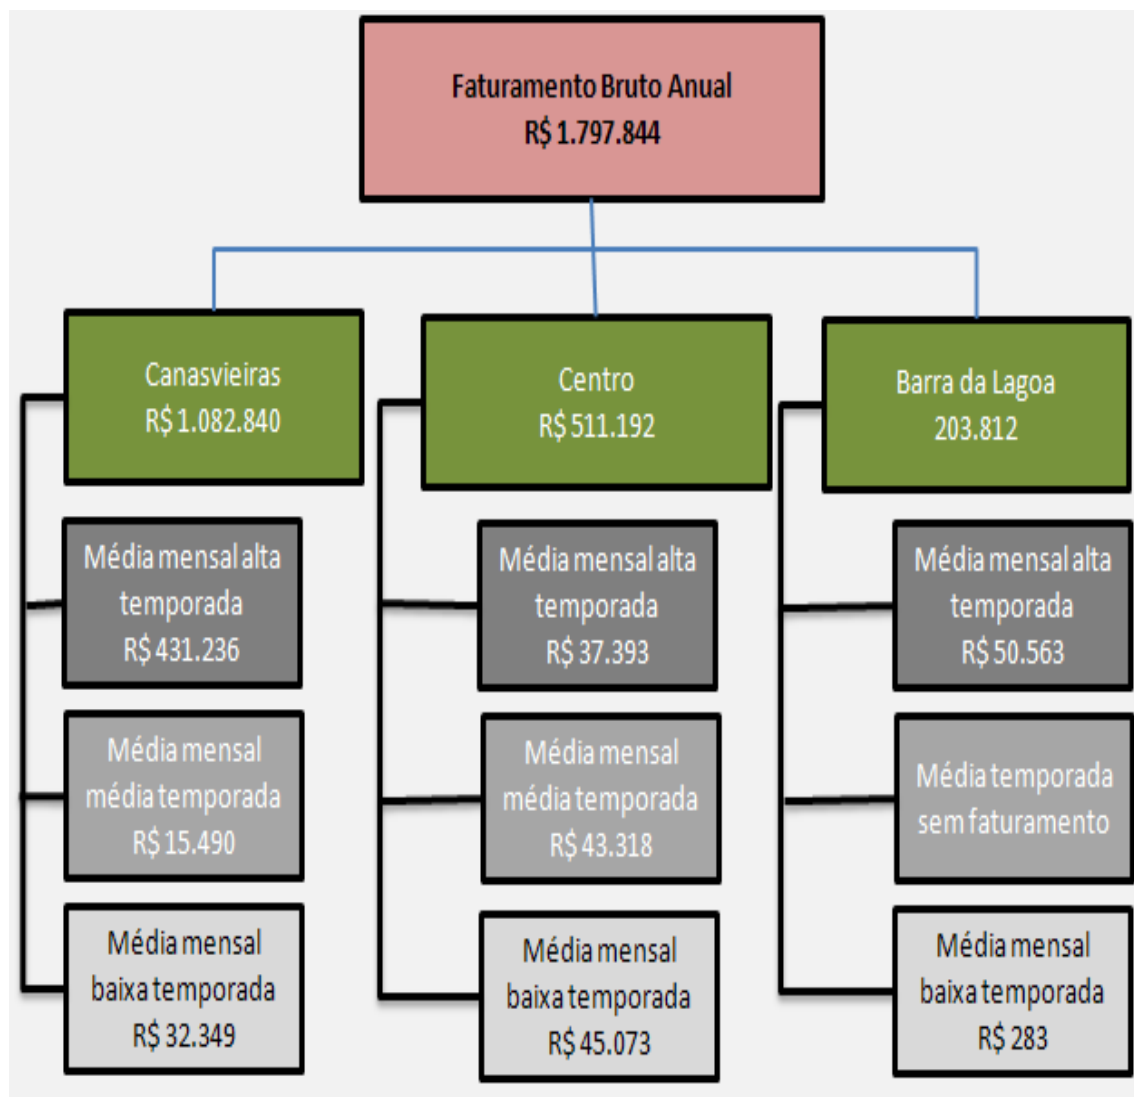 Faturamento Bruto Anual
R$ 1.797.844
Canasvieiras
R$ 1.082.840
Centro
R$ 511.192
Barra da Lagoa
203.812
Média mensal alta
temporada
R$ 431.236
Média mensal alta
temporada
R$ 37.393
Média mensal alta
temporada
R$ 50.563
Média mensal
média temporada
R$ 15.490
Média mensal
média temporada
R$ 43.318
Média temporada
sem faturamento
Média mensal
baixa temporada
R$ 32.349
Média mensal
baixa temporada
R$ 45.073
Média mensal
baixa temporada
R$ 283